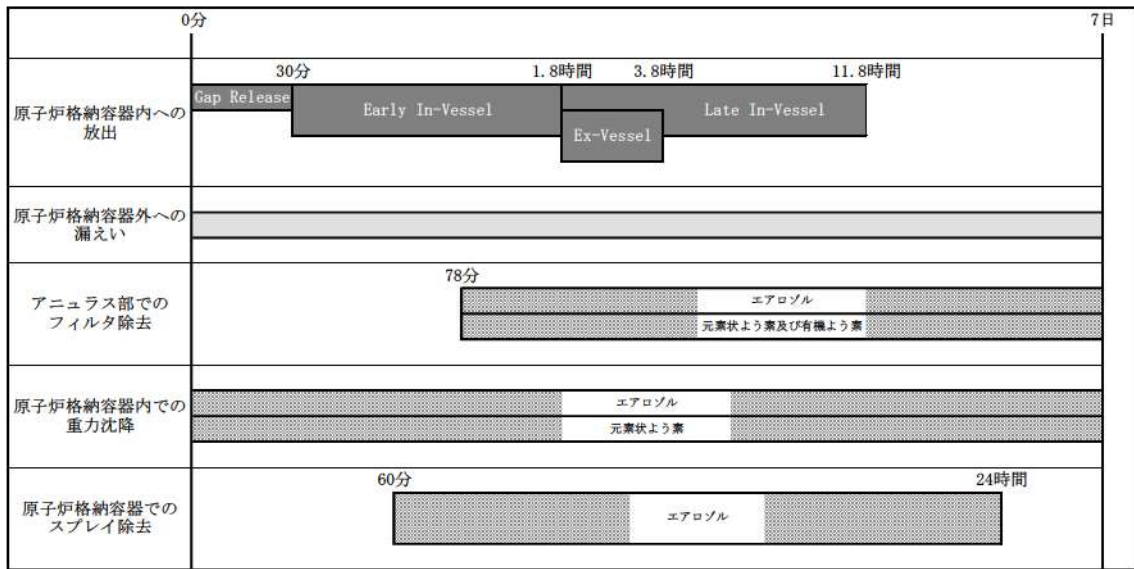 0分
7日
原子炉格納容器内への
放出
30分
1.8時間
3.8時間
11.8時間
Gap Release
Early In-Vessel
Late In-Vessel
Ex-Vessel
原子炉格納容器外への
漏えい
アニュラス部での
フィルタ除去
78分
エアロゾル
元素状よう素及び有機よう素
原子炉格納容器内での
重力沈降
エアロゾル
元素状よう素
原子炉格納容器での
スプレイ除去
60分
24時間
エアロゾル